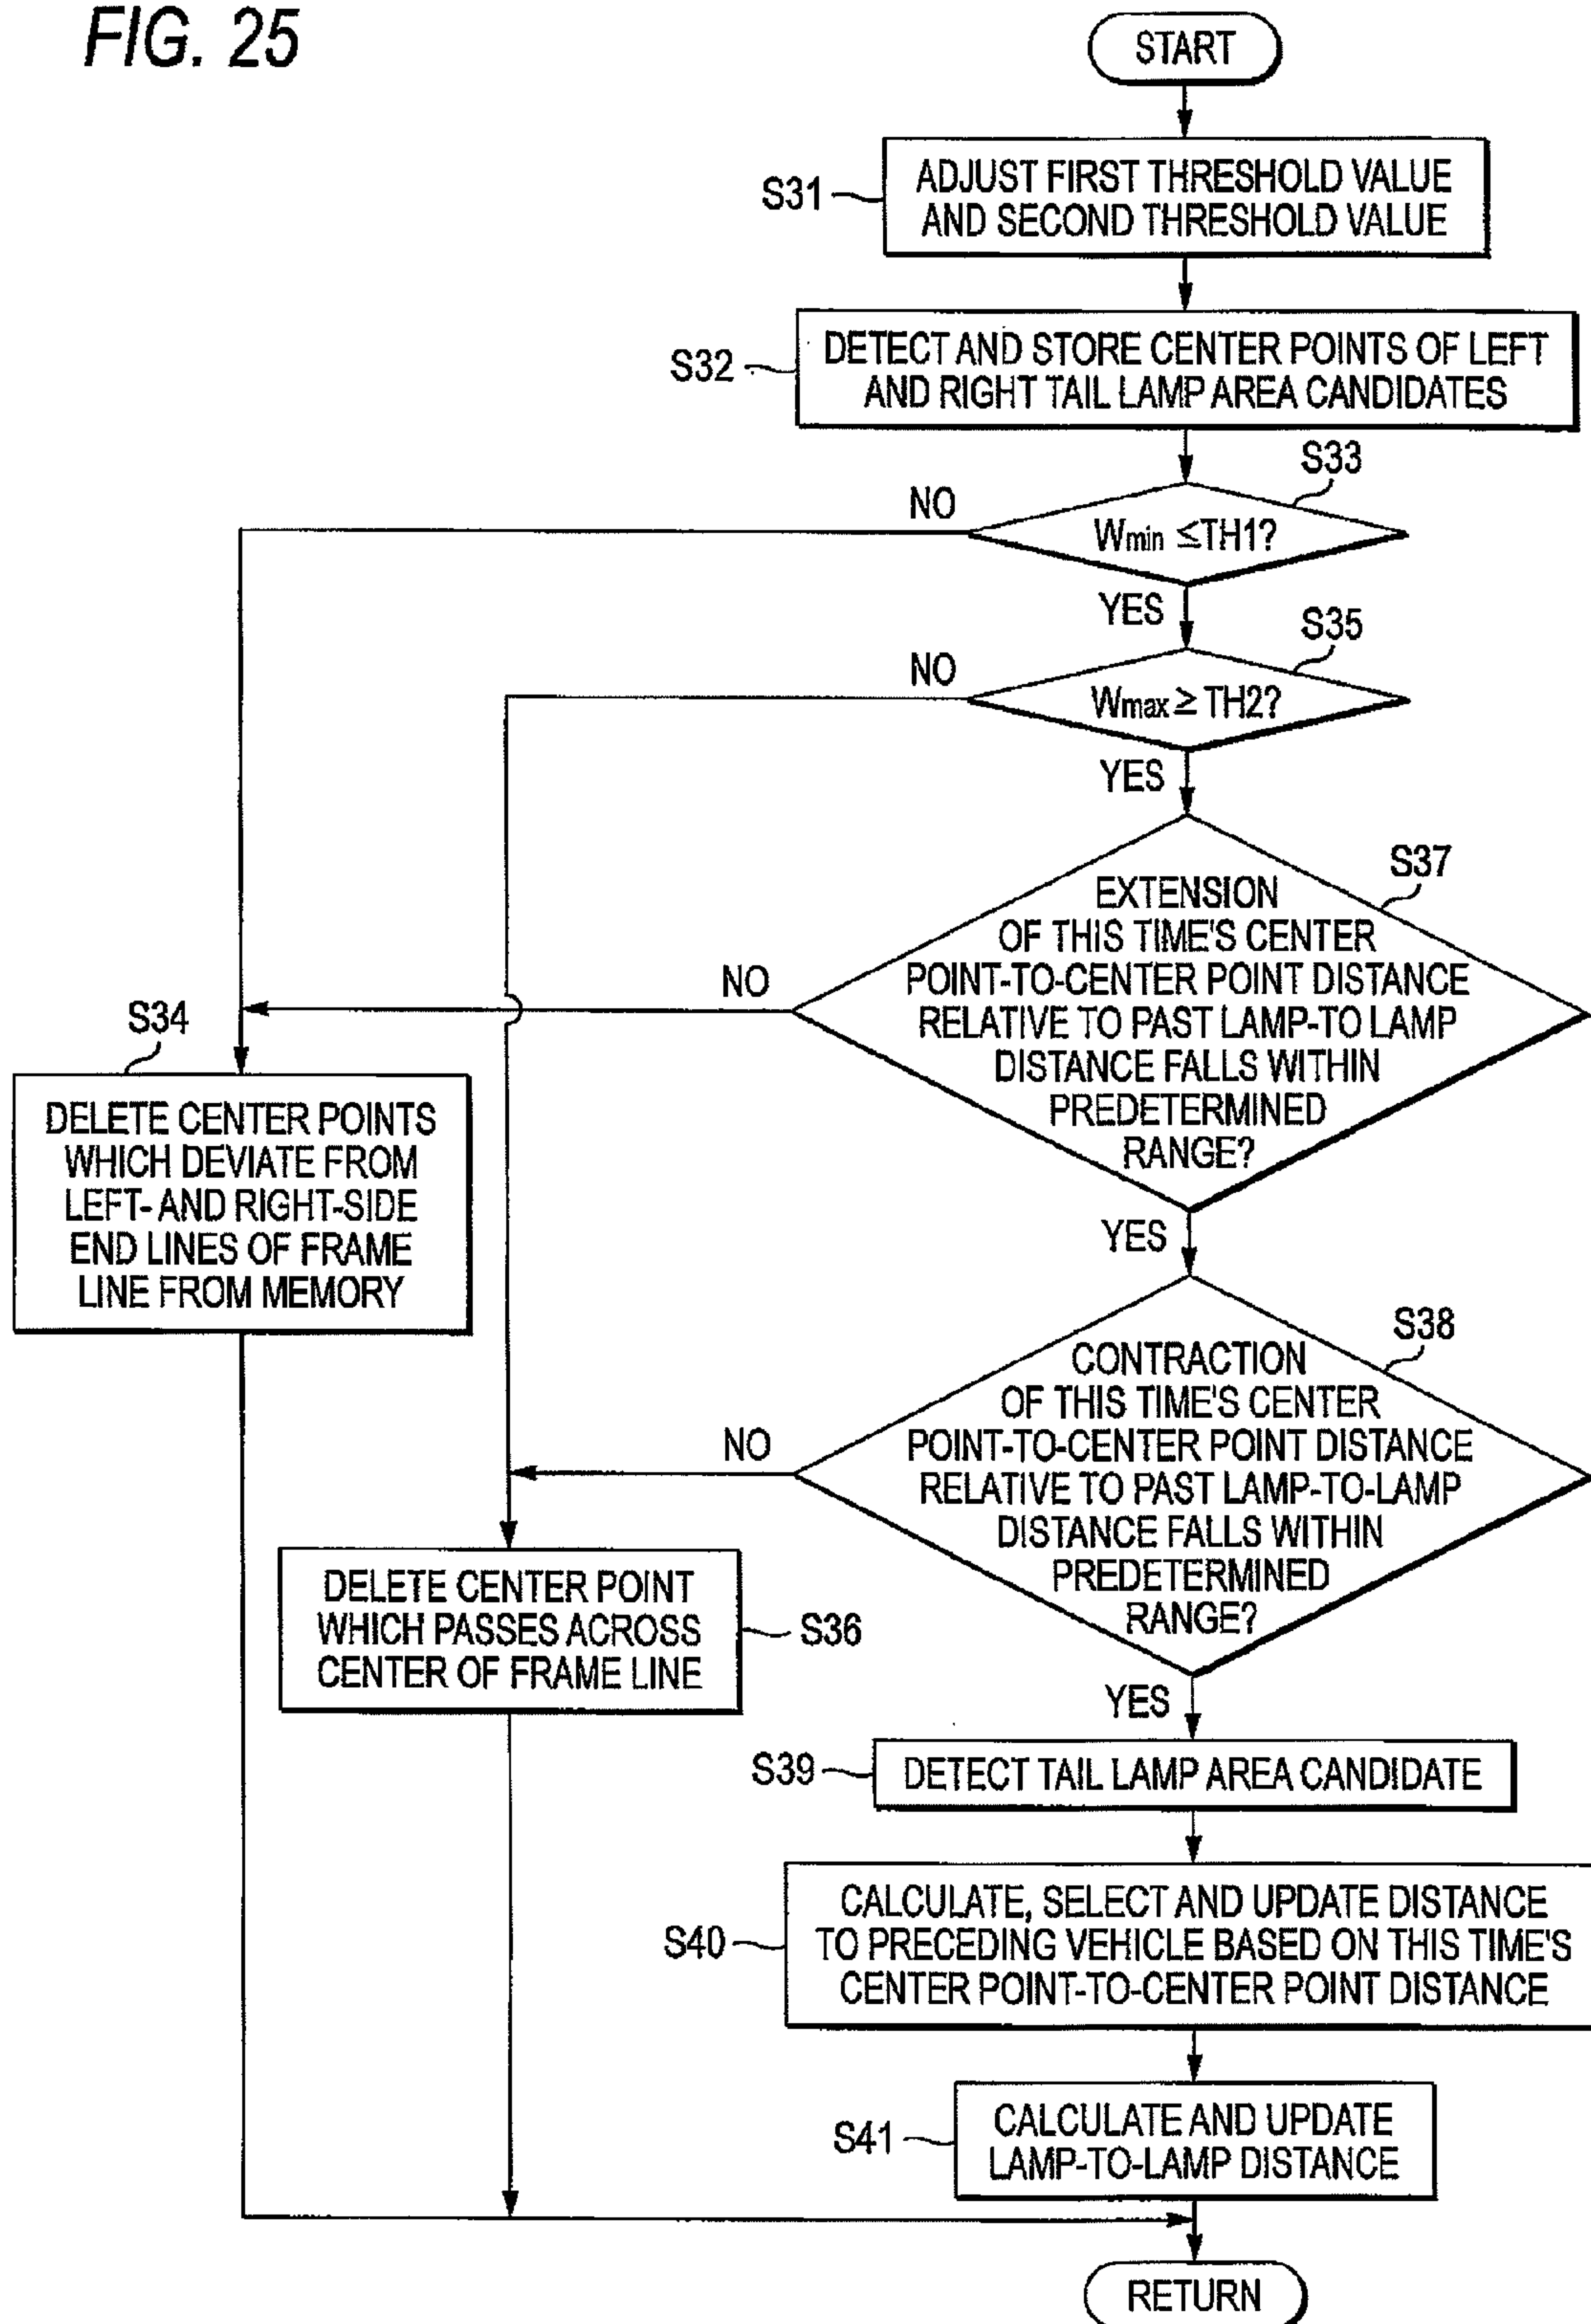 FIG. 25
START
S31
ADJUST FIRST THRESHOLD VALUE
AND SECOND THRESHOLD VALUE
S32
DETECT AND STORE CENTER POINTS OF LEFT
AND RIGHT TAIL LAMP AREA CANDIDATES
S33
NO
Wmin ≤TH1?
YES
S35
NO
Wmax ≥ TH2?
YES
S37
EXTENSION
OF THIS TIME'S CENTER
POINT-TO-CENTER POINT DISTANCE
RELATIVE TO PAST LAMP-TO LAMP
DISTANCE FALLS WITHIN
PREDETERMINED
RANGE?
NO
YES
S34
DELETE CENTER POINTS
WHICH DEVIATE FROM
LEFT- AND RIGHT-SIDE
END LINES OF FRAME
LINE FROM MEMORY
S38
CONTRACTION
OF THIS TIME'S CENTER
POINT-TO-CENTER POINT DISTANCE
RELATIVE TO PAST LAMP-TO-LAMP
DISTANCE FALLS WITHIN
PREDETERMINED
RANGE?
NO
YES
DELETE CENTER POINT
WHICH PASSES ACROSS
CENTER OF FRAME LINE
S36
S39
DETECT TAIL LAMP AREA CANDIDATE
S40
CALCULATE, SELECT AND UPDATE DISTANCE
TO PRECEDING VEHICLE BASED ON THIS TIME'S
CENTER POINT-TO-CENTER POINT DISTANCE
S41
CALCULATE AND UPDATE
LAMP-TO-LAMP DISTANCE
RETURN